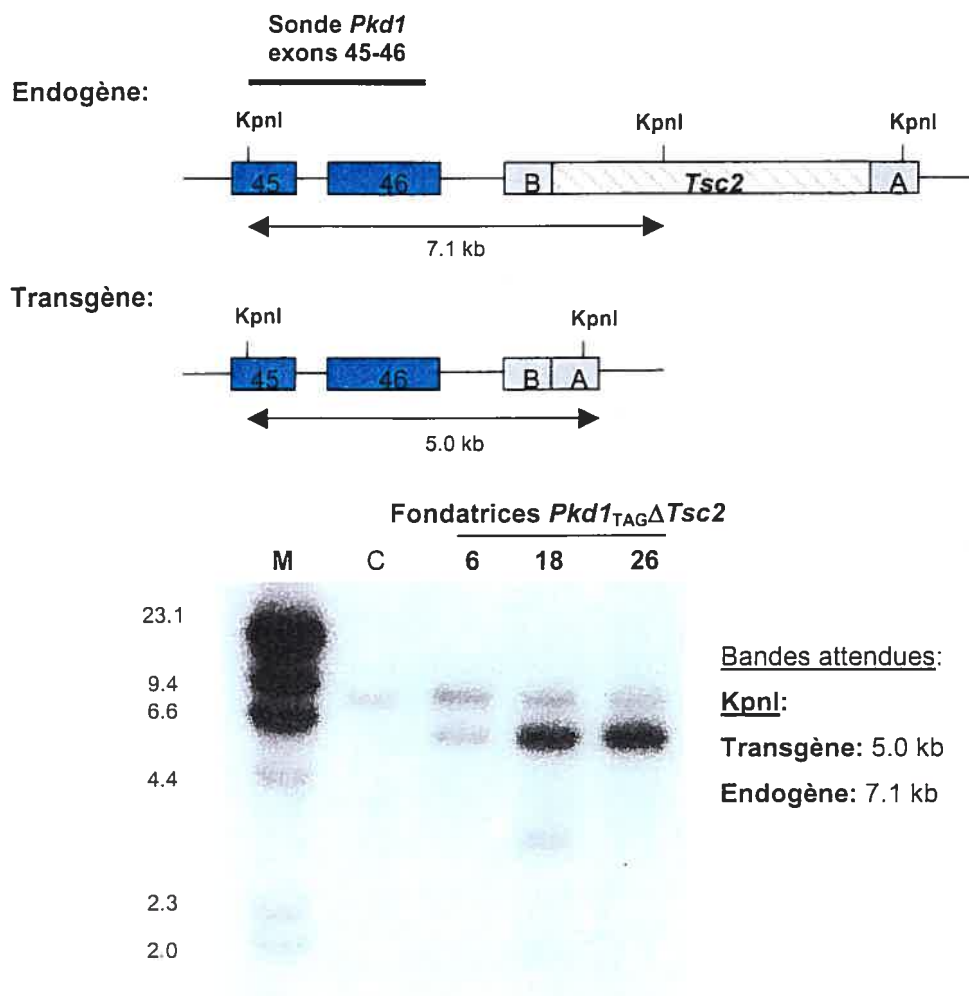 Sonde Pkd1
exons 45-46
Endogène:
KpnI KpnI KpnI
45 46 B Tsc2 A
7.1 kb
Transgène:
KpnI KpnI
45 46 B A
5.0 kb
Fondatrices Pkd1TAGΔTsc2
M C 6 18 26
23.1
9.4
6.6
4.4
2.3
2.0
Bandes attendues:
KpnI:
Transgène: 5.0 kb
Endogène: 7.1 kb